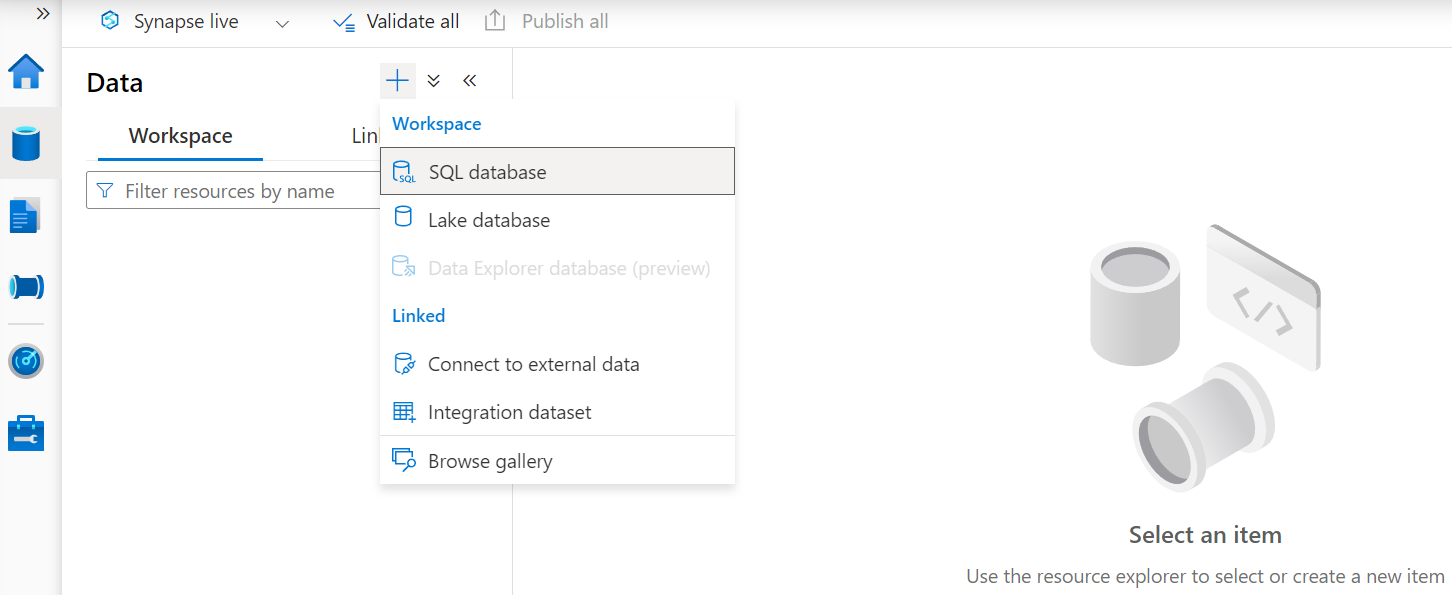 Synapse live
Validate all
Publish all
Data
Workspace
Lin
Filter resources by name
Workspace
SQL database
Lake database
Data Explorer database (preview)
Linked
Connect to external data
Integration dataset
Browse gallery
Select an item
Use the resource explorer to select or create a new item